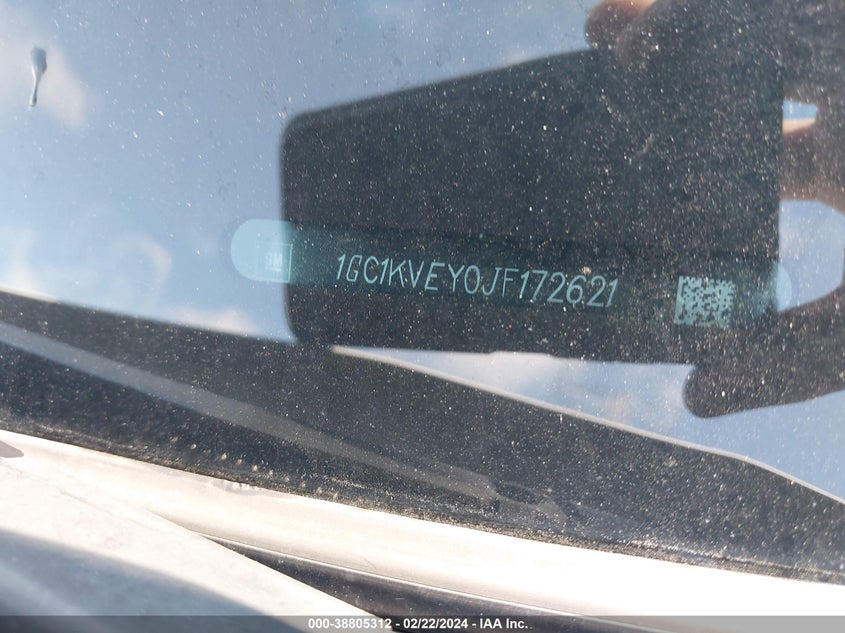 GM
1GC1KVEY0JF172621
000-38805312 - 02/22/2024 - IAA Inc.